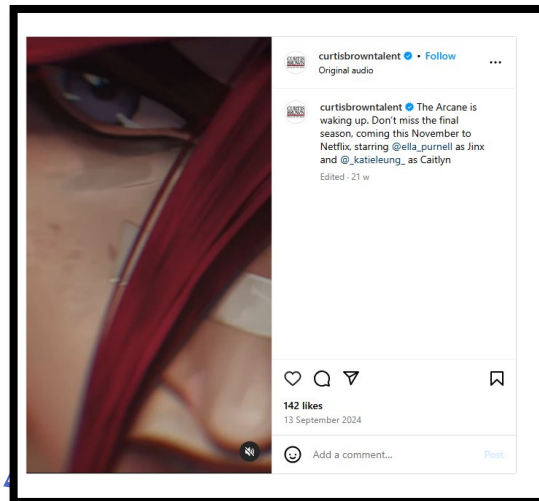 curtisbrowntalent • Follow
Original audio
curtisbrowntalent The Arcane is
waking up. Don't miss the final
season, coming this November to
Netflix, starring @ella_purnell as Jinx
and @_katieleung_ as Caitlyn
Edited · 21 w
142 likes
13 September 2024
Add a comment...
Post